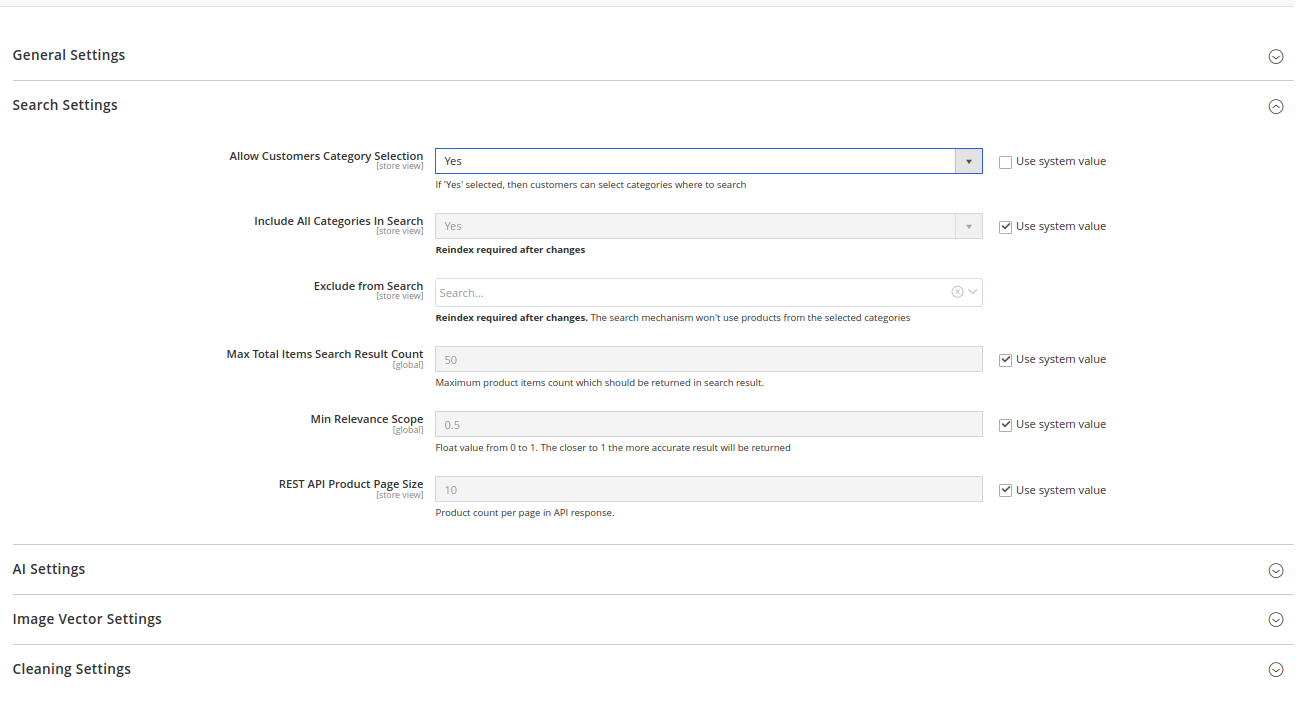 General Settings
Search Settings
Allow Customers Category Selection
[store view]
Yes
Use system value
If 'Yes' selected, then customers can select categories where to search
Include All Categories In Search
[store view]
Yes
Use system value
Reindex required after changes
Exclude from Search
[store view]
Search...
Reindex required after changes. The search mechanism won't use products from the selected categories
Max Total Items Search Result Count
[global]
50
Use system value
Maximum product items count which should be returned in search result.
Min Relevance Scope
[global]
0.5
Use system value
Float value from 0 to 1. The closer to 1 the more accurate result will be returned
REST API Product Page Size
[store view]
10
Use system value
Product count per page in API response.
AI Settings
Image Vector Settings
Cleaning Settings